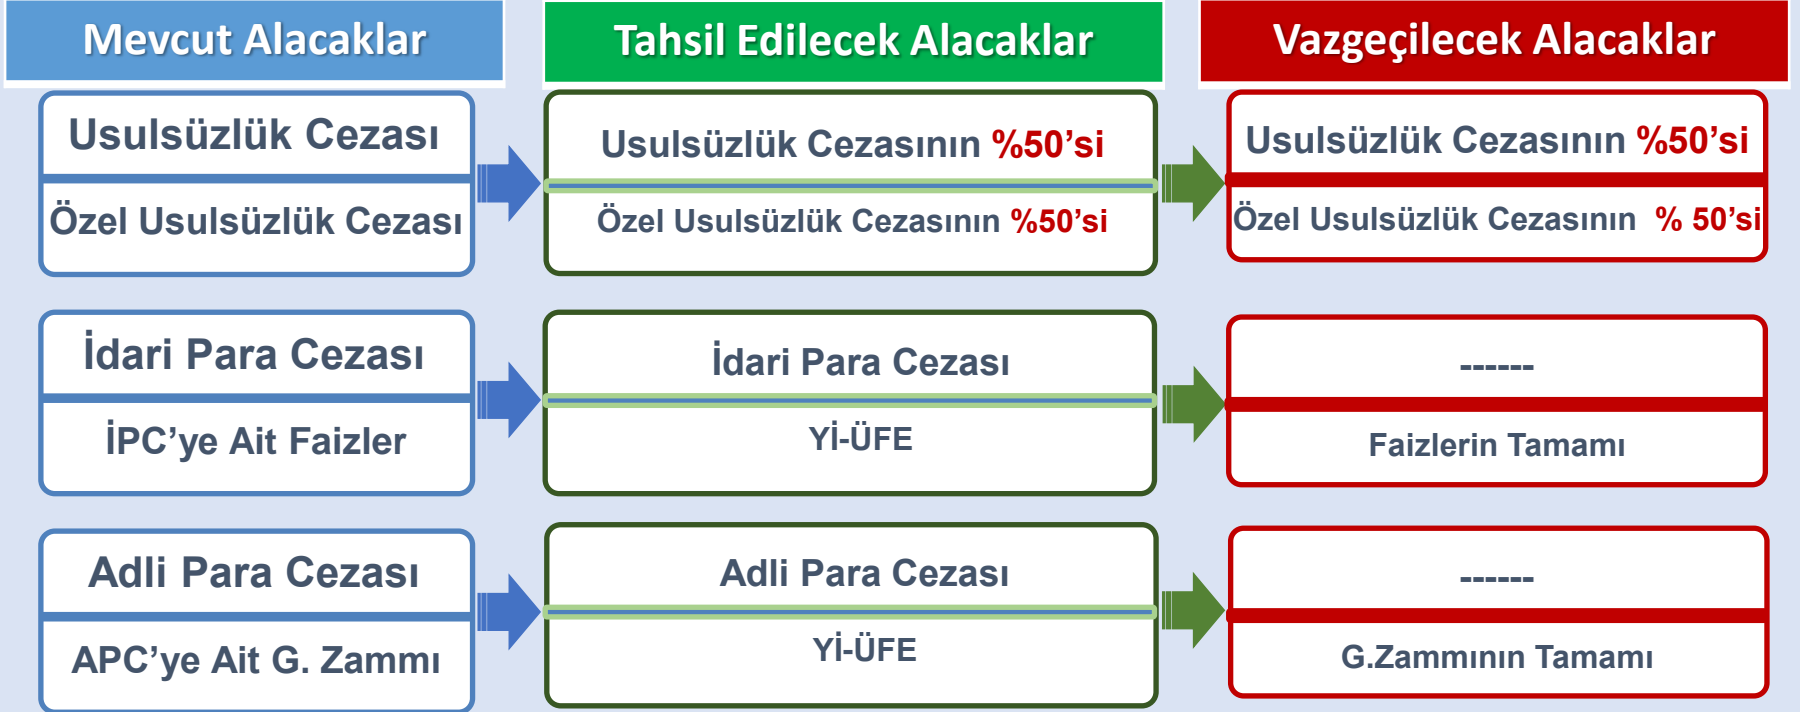 Mevcut Alacaklar
Tahsil Edilecek Alacaklar
Vazgeçilecek Alacaklar
Usulsüzlük Cezası
Usulsüzlük Cezasının %50’si
Usulsüzlük Cezasının %50’si
Özel Usulsüzlük Cezası
Özel Usulsüzlük Cezasının %50’si
Özel Usulsüzlük Cezasının % 50’si
İdari Para Cezası
İdari Para Cezası
------
İPC’ye Ait Faizler
Yİ-ÜFE
Faizlerin Tamamı
Adli Para Cezası
Adli Para Cezası
------
APC’ye Ait G. Zammı
Yİ-ÜFE
G.Zammının Tamamı